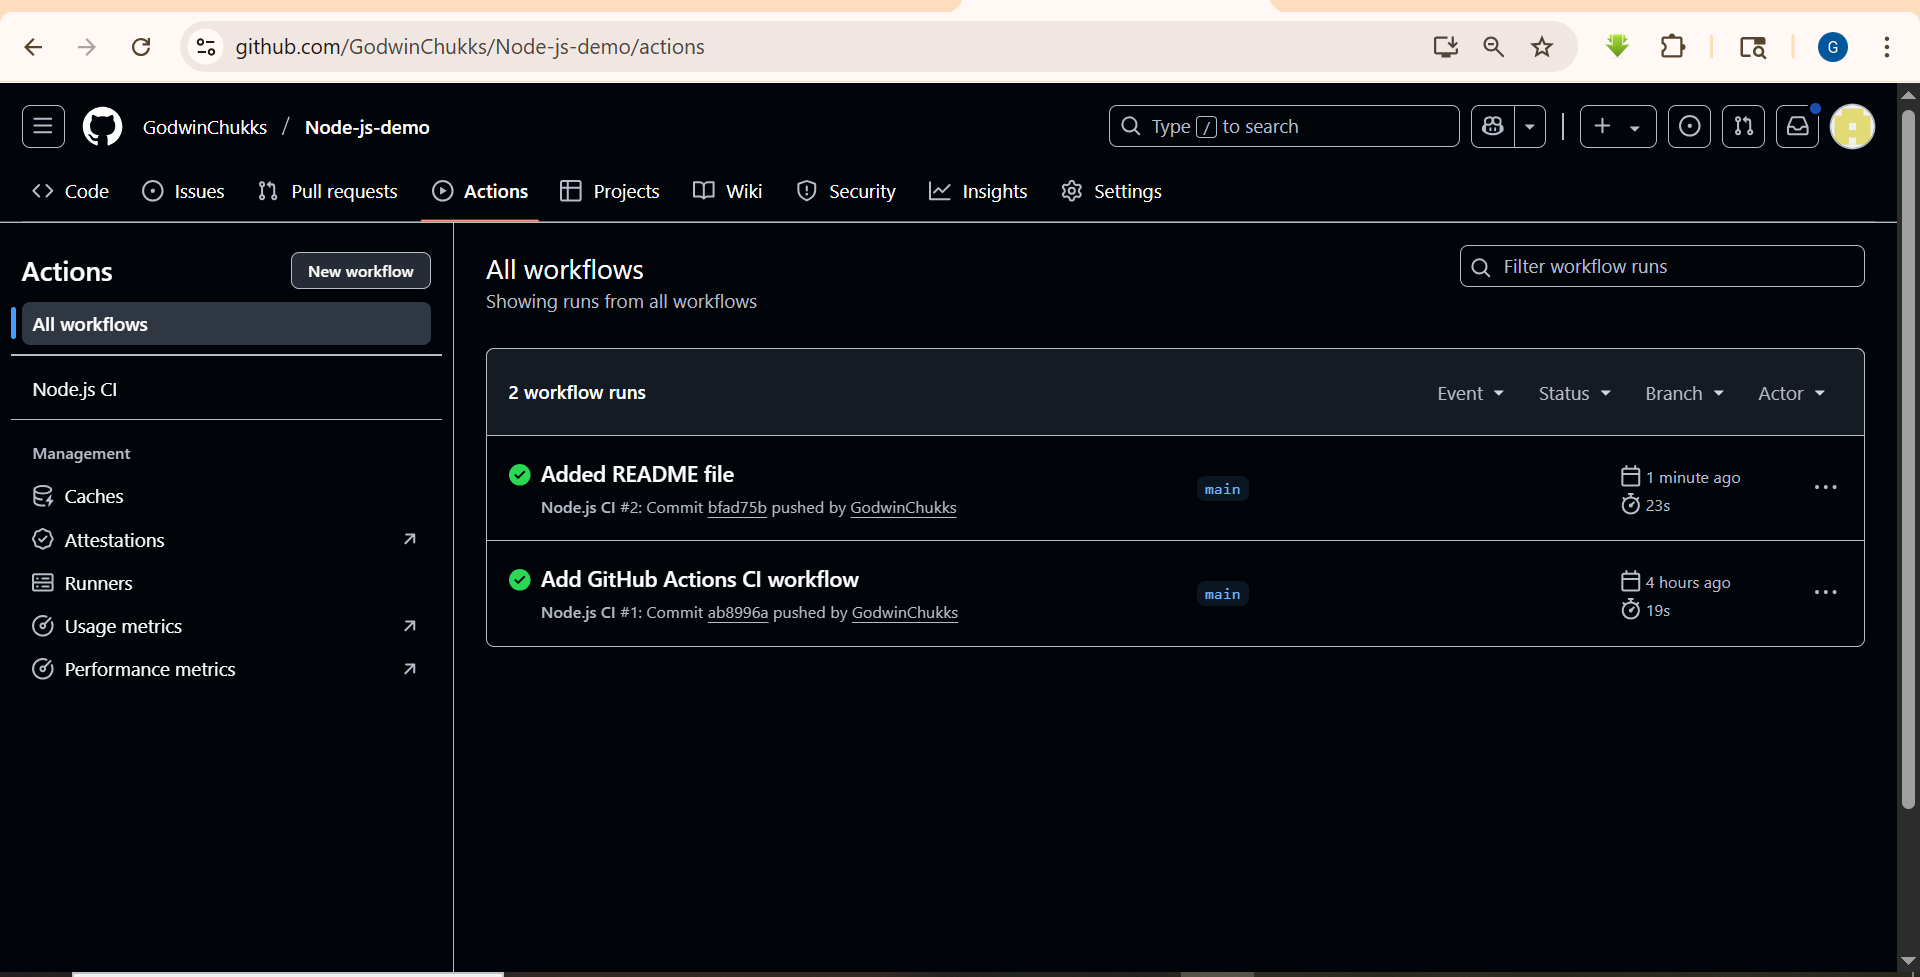 github.com/GodwinChukks/Node-js-demo/actions
G
GodwinChukks / Node-js-demo
Type / to search
Code
Issues
Pull requests
Actions
Projects
Wiki
Security
Insights
Settings
Actions
New workflow
All workflows
Node.js CI
Management
Caches
Attestations
Runners
Usage metrics
Performance metrics
All workflows
Showing runs from all workflows
Filter workflow runs
2 workflow runs
Event
Status
Branch
Actor
Added README file
Node.js CI #2: Commit bfad75b pushed by GodwinChukks
main
1 minute ago
23s
Add GitHub Actions CI workflow
Node.js CI #1: Commit ab8996a pushed by GodwinChukks
main
4 hours ago
19s